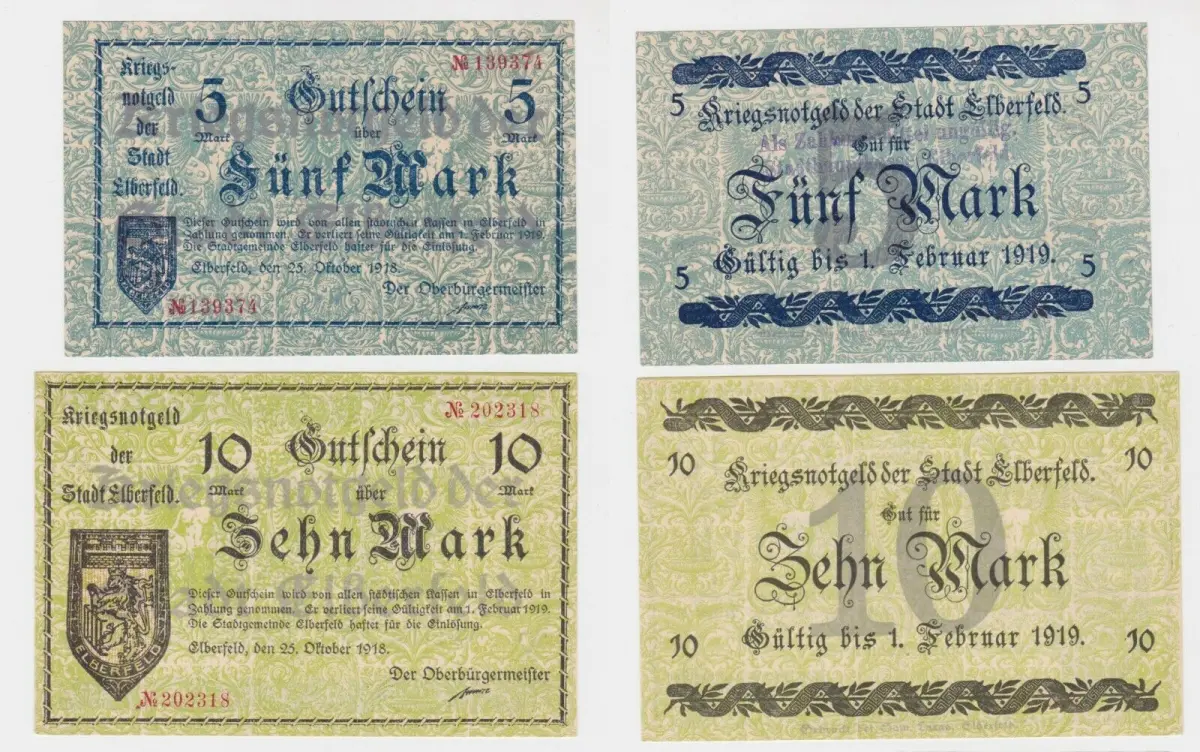 Kriegs-
notgeld
der
Stadt
Elberfeld.
№ 139374
5 Gutschein 5
Mark über Mark
Fünf Mark
Dieser Gutschein wird von allen städtischen Kassen in Elberfeld in
Zahlung genommen. Er verliert seine Gültigkeit am 1. Februar 1919.
Die Stadtgemeinde Elberfeld haftet für die Einlösung.
Elberfeld, den 25. Oktober 1918.
Der Oberbürgermeister
№ 139374
5 5
Kriegsnotgeld der Stadt Elberfeld.
Als
Gut für
Fünf Mark
5
Gültig bis 1. Februar 1919.
5 5
Kriegsnotgeld
der
Stadt Elberfeld.
№ 202318
10 Gutschein 10
Mark über Mark
Zehn Mark
Dieser Gutschein wird von allen städtischen Kassen in Elberfeld in
Zahlung genommen. Er verliert seine Gültigkeit am 1. Februar 1919.
Die Stadtgemeinde Elberfeld haftet für die Einlösung.
Elberfeld, den 25. Oktober 1918.
Der Oberbürgermeister
ELBERFELD
№ 202318
10 10
Kriegsnotgeld der Stadt Elberfeld.
Gut für
10
Zehn Mark
Gültig bis 1. Februar 1919.
10 10
Elberfeld